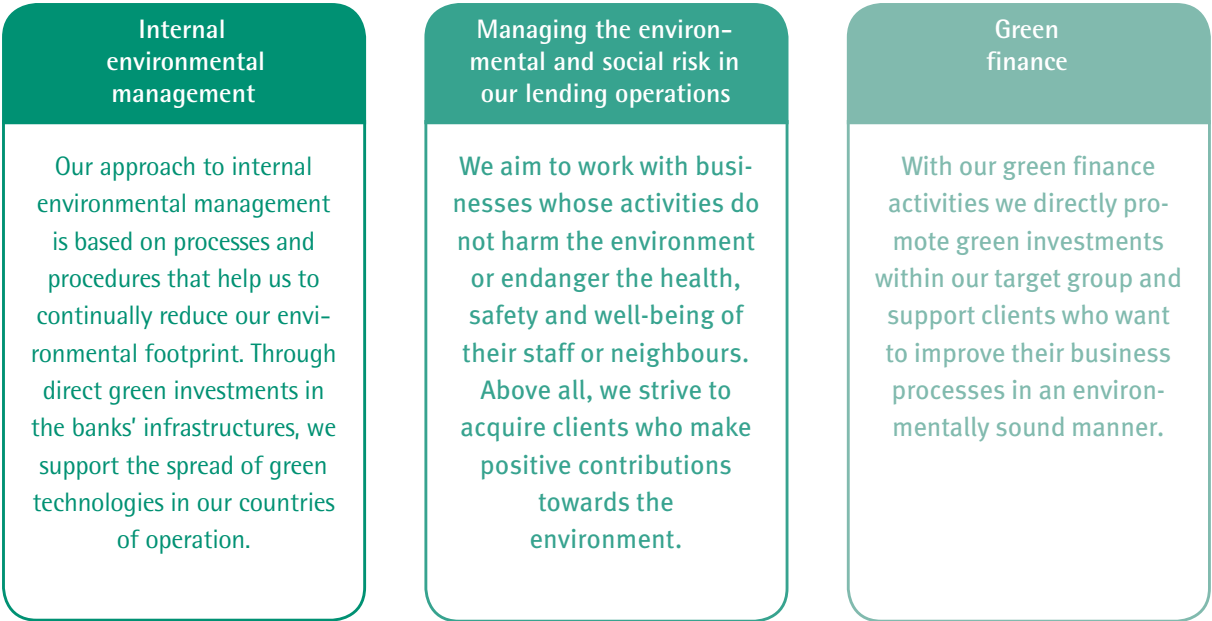 Internal
environmental
management
Our approach to internal
environmental management
is based on processes and
procedures that help us to
continually reduce our envi-
ronmental footprint. Through
direct green investments in
the banks’ infrastructures, we
support the spread of green
technologies in our countries
of operation.
Managing the environ-
mental and social risk in
our lending operations
We aim to work with busi-
nesses whose activities do
not harm the environment
or endanger the health,
safety and well-being of
their staff or neighbours.
Above all, we strive to
acquire clients who make
positive contributions
towards the
environment.
Green
finance
With our green finance
activities we directly pro-
mote green investments
within our target group and
support clients who want
to improve their business
processes in an environ-
mentally sound manner.